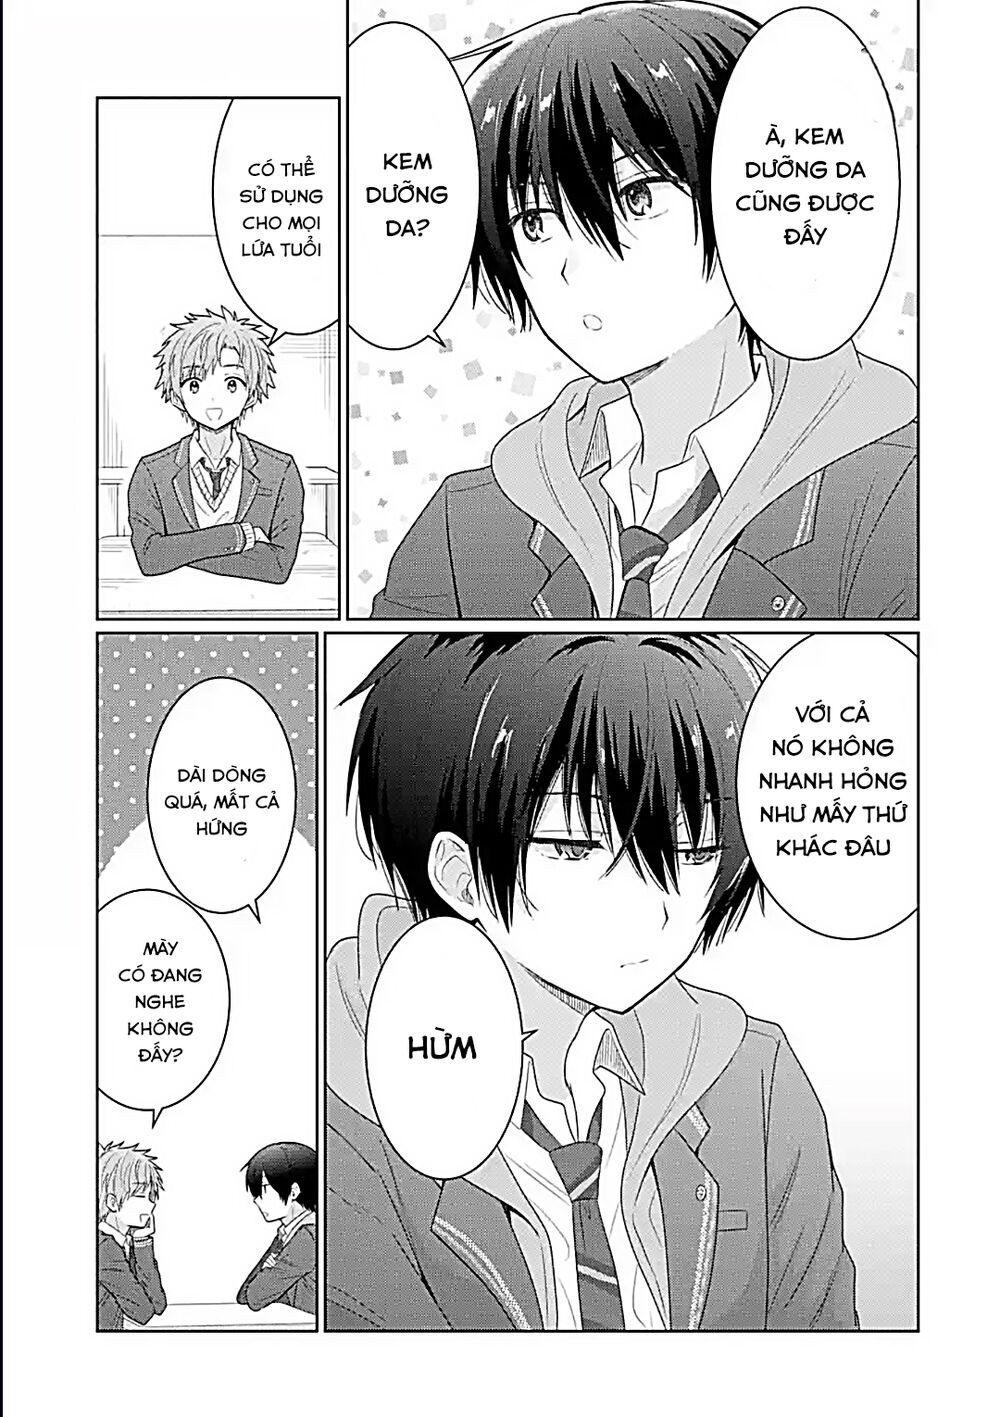 À, KEM
DƯỠNG DA
CŨNG ĐƯỢC
ĐẤY
KEM
DƯỠNG
DA?
CÓ THỂ
SỬ DỤNG
CHO MỌI
LỨA TUỔI
VỚI CẢ
NÓ KHÔNG
NHANH HỎNG
NHƯ MẤY THỨ
KHÁC ĐÂU
HỪM
DÀI DÒNG
QUÁ, MẤT CẢ
HỨNG
MÀY
CÓ ĐANG
NGHE
KHÔNG
ĐẤY?